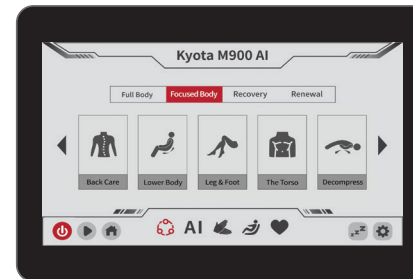 Kyota M900 AI
Full Body Focused Body Recovery Renewal
Back Care Lower Body Leg & Foot The Torso Decompress
AI zzZ